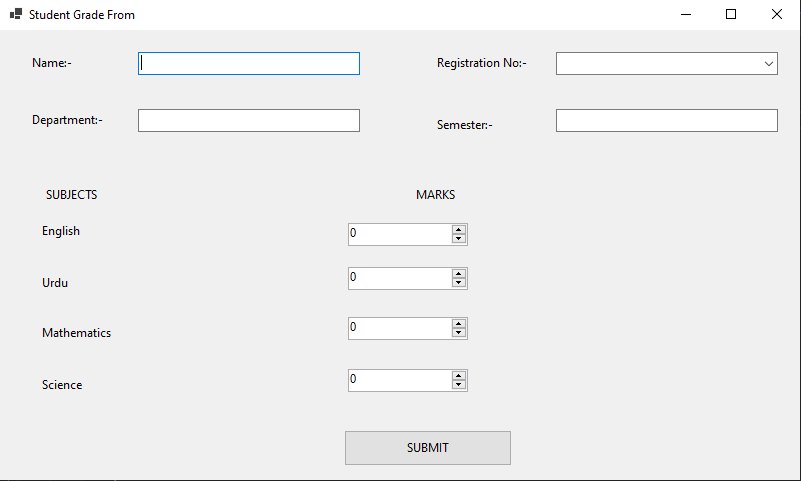 Student Grade From
Name:- Registration No:-
Department:- Semester:-
SUBJECTS MARKS
English 0
Urdu 0
Mathematics 0
Science 0
SUBMIT